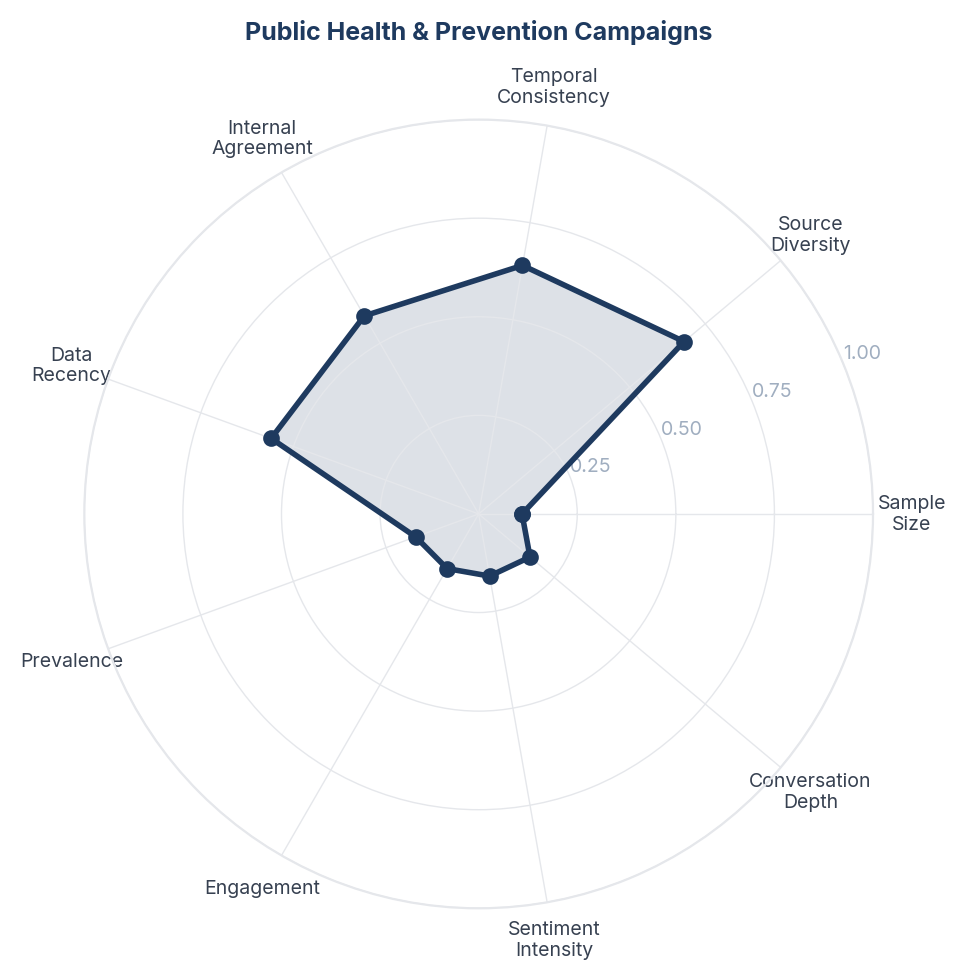 Public Health & Prevention Campaigns
Temporal
Consistency
Internal
Agreement
Source
Diversity
Data
Recency
1.00
0.75
0.50
0.25
Sample
Size
Prevalence
Conversation
Depth
Engagement
Sentiment
Intensity